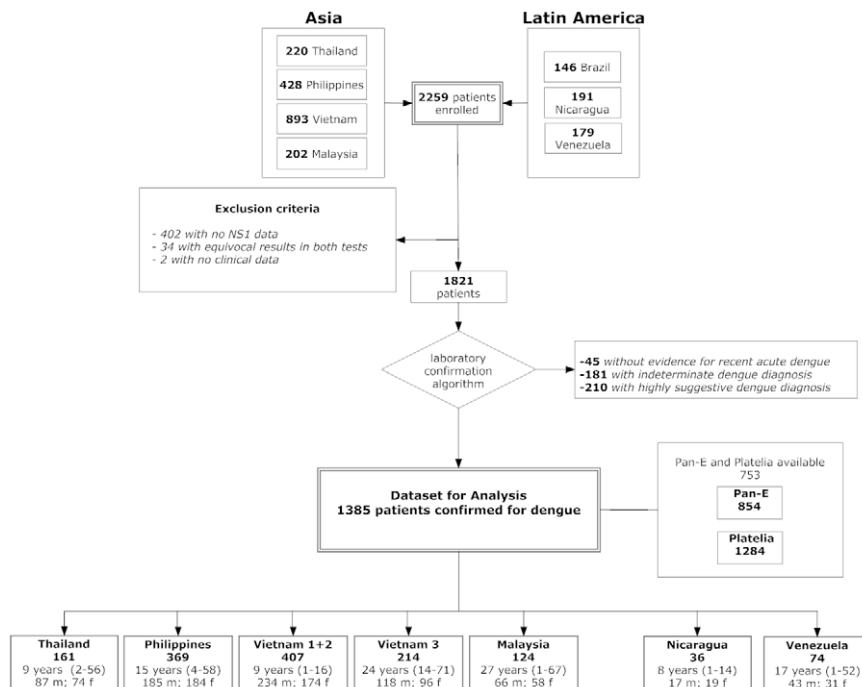 Asia
Latin America
220 Thailand
428 Philippines
893 Vietnam
202 Malaysia
2259 patients
enrolled
146 Brazil
191
Nicaragua
179
Venezuela
Exclusion criteria
- 402 with no NS1 data
- 34 with equivocal results in both tests
- 2 with no clinical data
1821
patients
laboratory
confirmation
algorithm
-45 without evidence for recent acute dengue
-181 with indeterminate dengue diagnosis
-210 with highly suggestive dengue diagnosis
Dataset for Analysis
1385 patients confirmed for dengue
Pan-E and Platelia available
753
Pan-E
854
Platelia
1284
Thailand
161
9 years (2-56)
87 m; 74 f
Philippines
369
15 years (4-58)
185 m; 184 f
Vietnam 1+2
407
9 years (1-16)
234 m; 174 f
Vietnam 3
214
24 years (14-71)
118 m; 96 f
Malaysia
124
27 years (1-67)
66 m; 58 f
Nicaragua
36
8 years (1-14)
17 m; 19 f
Venezuela
74
17 years (1-52)
43 m; 31 f